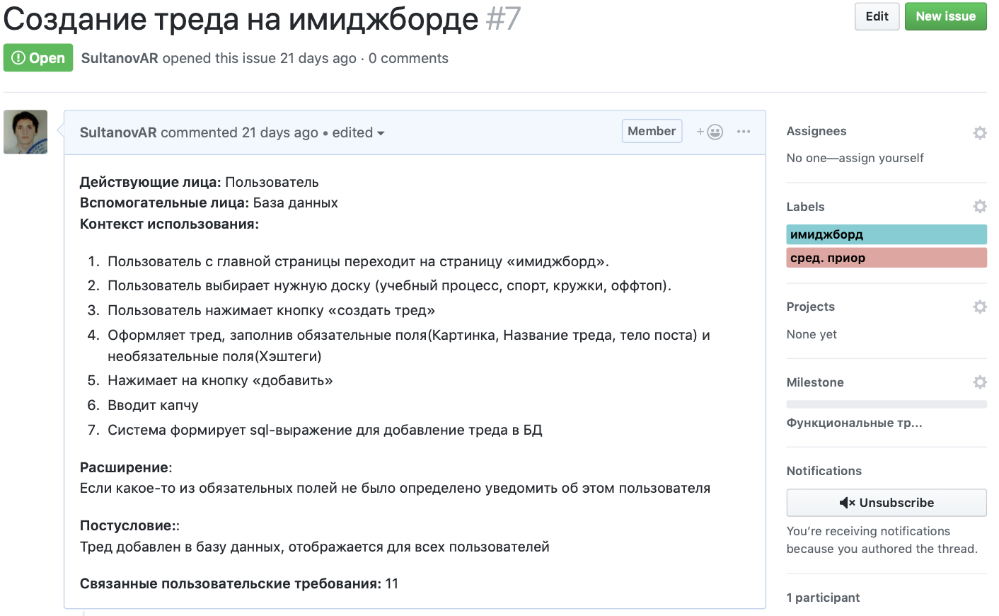 Создание треда на имиджборде #7
Edit
New issue
Open
SultanovAR opened this issue 21 days ago · 0 comments
SultanovAR commented 21 days ago • edited
Member
Действующие лица: Пользователь
Вспомогательные лица: База данных
Контекст использования:
1. Пользователь с главной страницы переходит на страницу «имиджборд».
2. Пользователь выбирает нужную доску (учебный процесс, спорт, кружки, оффтоп).
3. Пользователь нажимает кнопку «создать тред»
4. Оформляет тред, заполнив обязательные поля(Картинка, Название треда, тело поста) и
необязательные поля(Хэштеги)
5. Нажимает на кнопку «добавить»
6. Вводит капчу
7. Система формирует sql-выражение для добавление треда в БД
Расширение:
Если какое-то из обязательных полей не было определено уведомить об этом пользователя
Постусловие::
Тред добавлен в базу данных, отображается для всех пользователей
Связанные пользовательские требования: 11
Assignees
No one—assign yourself
Labels
имиджборд
сред. приор
Projects
None yet
Milestone
Функциональные тр...
Notifications
Unsubscribe
You're receiving notifications
because you authored the thread.
1 participant